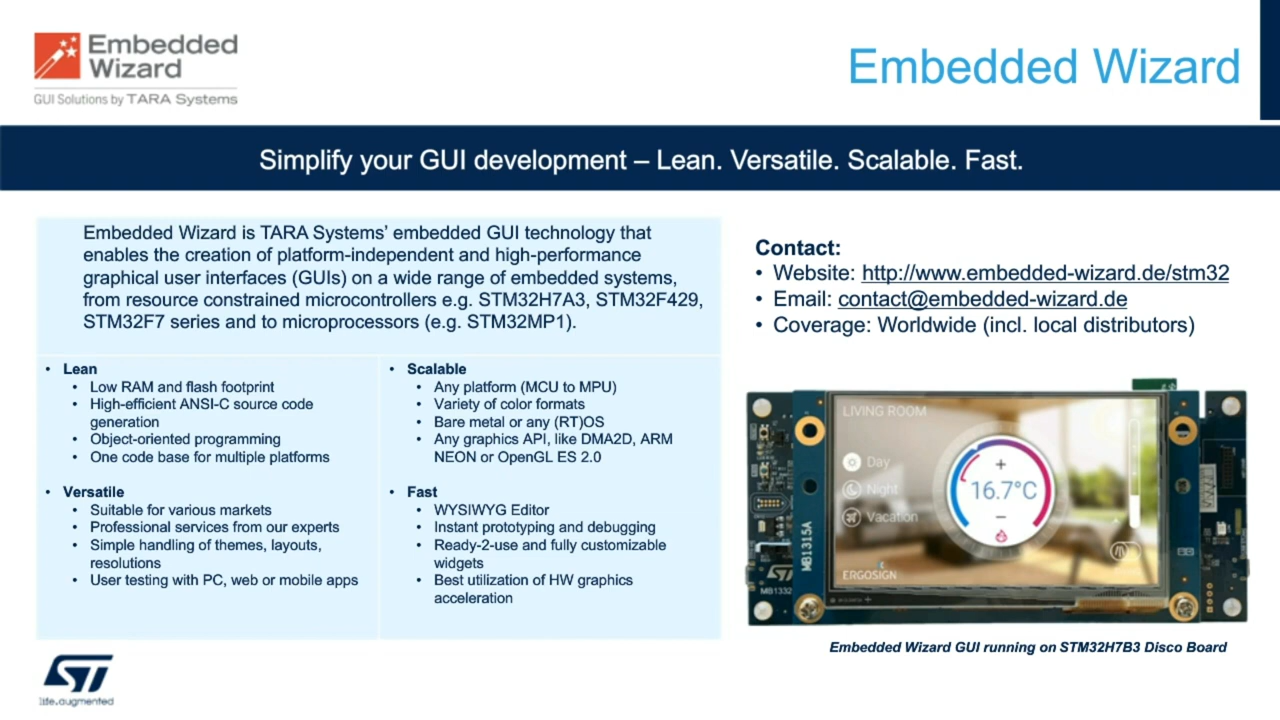 Embedded
Wizard
GUI Solutions by TARA Systems
Embedded Wizard
Simplify your GUI development – Lean. Versatile. Scalable. Fast.
Embedded Wizard is TARA Systems' embedded GUI technology that
enables the creation of platform-independent and high-performance
graphical user interfaces (GUIs) on a wide range of embedded systems,
from resource constrained microcontrollers e.g. STM32H7A3, STM32F429,
STM32F7 series and to microprocessors (e.g. STM32MP1).
• Lean
• Low RAM and flash footprint
• High-efficient ANSI-C source code
generation
• Object-oriented programming
• One code base for multiple platforms
• Versatile
• Suitable for various markets
• Professional services from our experts
• Simple handling of themes, layouts,
resolutions
• User testing with PC, web or mobile apps
• Scalable
• Any platform (MCU to MPU)
• Variety of color formats
• Bare metal or any (RT)OS
• Any graphics API, like DMA2D, ARM
NEON or OpenGL ES 2.0
• Fast
• WYSIWYG Editor
• Instant prototyping and debugging
• Ready-2-use and fully customizable
widgets
• Best utilization of HW graphics
acceleration
Contact:
• Website: http://www.embedded-wizard.de/stm32
• Email: contact@embedded-wizard.de
• Coverage: Worldwide (incl. local distributors)
LIVING ROOM
Day
Night
Vacation
+
16.7°C
−
ERGOSIGN
MB1315A
MB1332
Embedded Wizard GUI running on STM32H7B3 Disco Board
ST
life.augmented